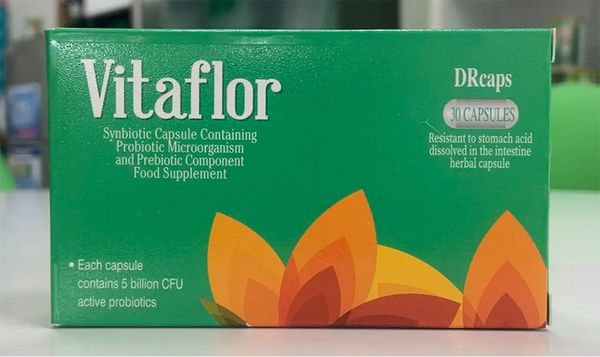 Vitaflor
Synbiotic Capsule Containing
Probiotic Microorganism
and Prebiotic Component
Food Supplement
DRcaps
30 CAPSULES
Resistant to stomach acid
dissolved in the intestine
herbal capsule
• Each capsule
contains 5 billion CFU
active probiotics